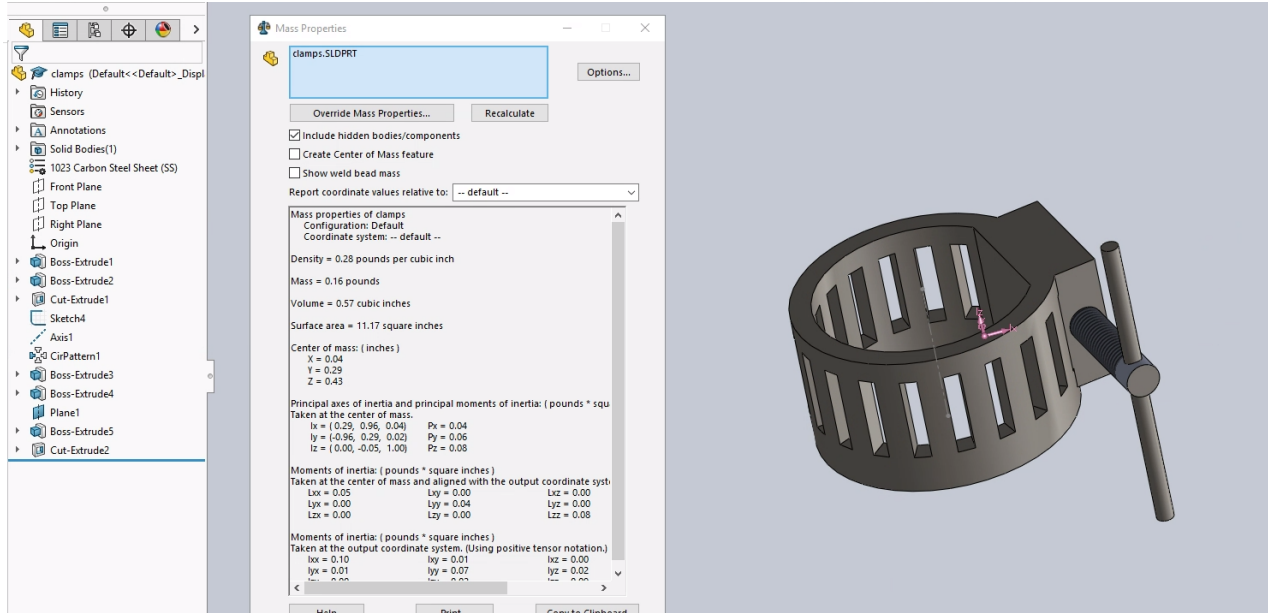 clamps (Default<<Default>_Displ
History
Sensors
Annotations
Solid Bodies(1)
1023 Carbon Steel Sheet (SS)
Front Plane
Top Plane
Right Plane
Origin
Boss-Extrude1
Boss-Extrude2
Cut-Extrude1
Sketch4
Axis1
CirPattern1
Boss-Extrude3
Boss-Extrude4
Plane1
Boss-Extrude5
Cut-Extrude2
Mass Properties
clamps.SLDPRT
Options...
Override Mass Properties... Recalculate
Include hidden bodies/components
Create Center of Mass feature
Show weld bead mass
Report coordinate values relative to: -- default --
Mass properties of clamps
Configuration: Default
Coordinate system: -- default --
Density = 0.28 pounds per cubic inch
Mass = 0.16 pounds
Volume = 0.57 cubic inches
Surface area = 11.17 square inches
Center of mass: ( inches )
X = 0.04
Y = 0.29
Z = 0.43
Principal axes of inertia and principal moments of inertia: ( pounds * squ
Taken at the center of mass.
Ix = ( 0.29, 0.96, 0.04) Px = 0.04
Iy = (-0.96, 0.29, 0.02) Py = 0.06
Iz = ( 0.00, -0.05, 1.00) Pz = 0.08
Moments of inertia: ( pounds * square inches )
Taken at the center of mass and aligned with the output coordinate syst
Lxx = 0.05 Lxy = 0.00 Lxz = 0.00
Lyx = 0.00 Lyy = 0.04 Lyz = 0.00
Lzx = 0.00 Lzy = 0.00 Lzz = 0.08
Moments of inertia: ( pounds * square inches )
Taken at the output coordinate system. (Using positive tensor notation.)
Ixx = 0.10 Ixy = 0.01 Ixz = 0.00
Iyx = 0.01 Iyy = 0.07 Iyz = 0.02
Help Print Copy to Clipboard